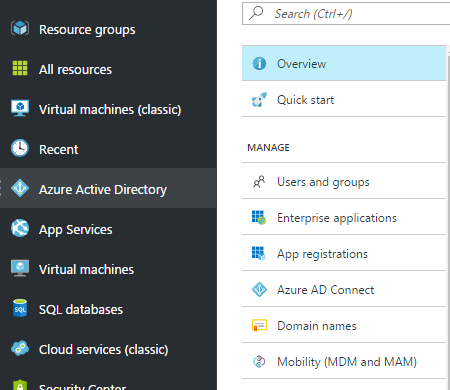 Resource groups
All resources
Virtual machines (classic)
Recent
Azure Active Directory
App Services
Virtual machines
SQL
SQL databases
Cloud services (classic)
Security Center
Search (Ctrl+/)
Overview
Quick start
MANAGE
Users and groups
Enterprise applications
App registrations
Azure AD Connect
Domain names
Mobility (MDM and MAM)